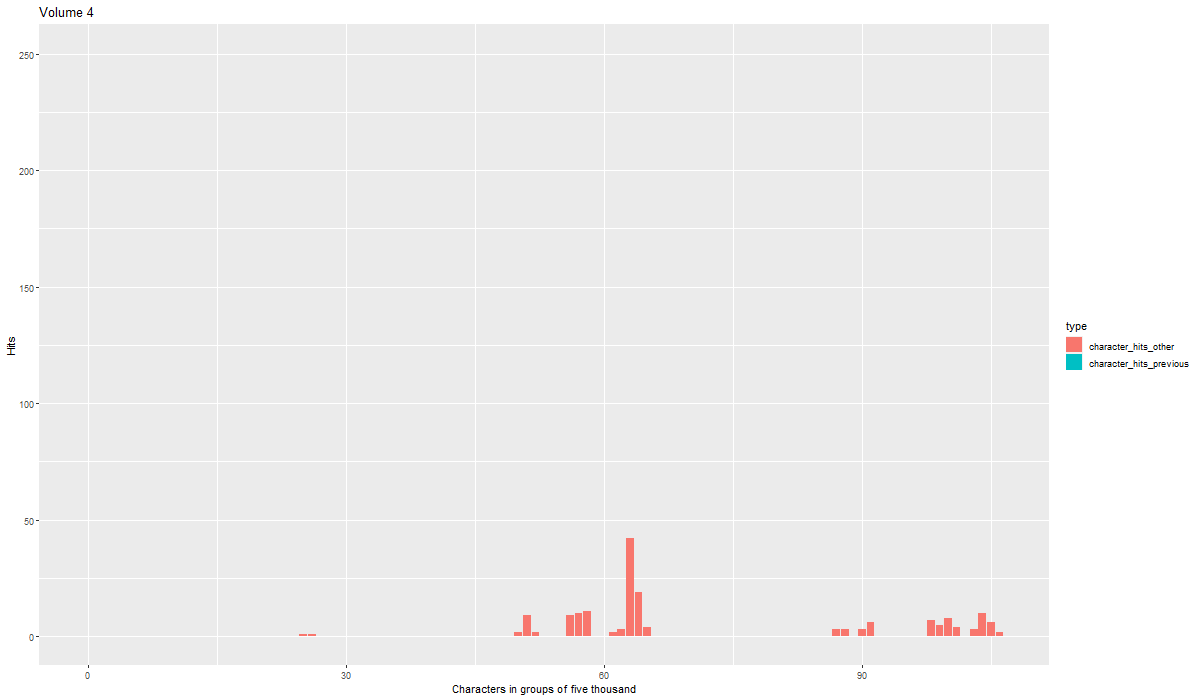 Volume 4
250
200
150
100
50
0
Hits
0 30 60 90
Characters in groups of five thousand
type
character_hits_other
character_hits_previous